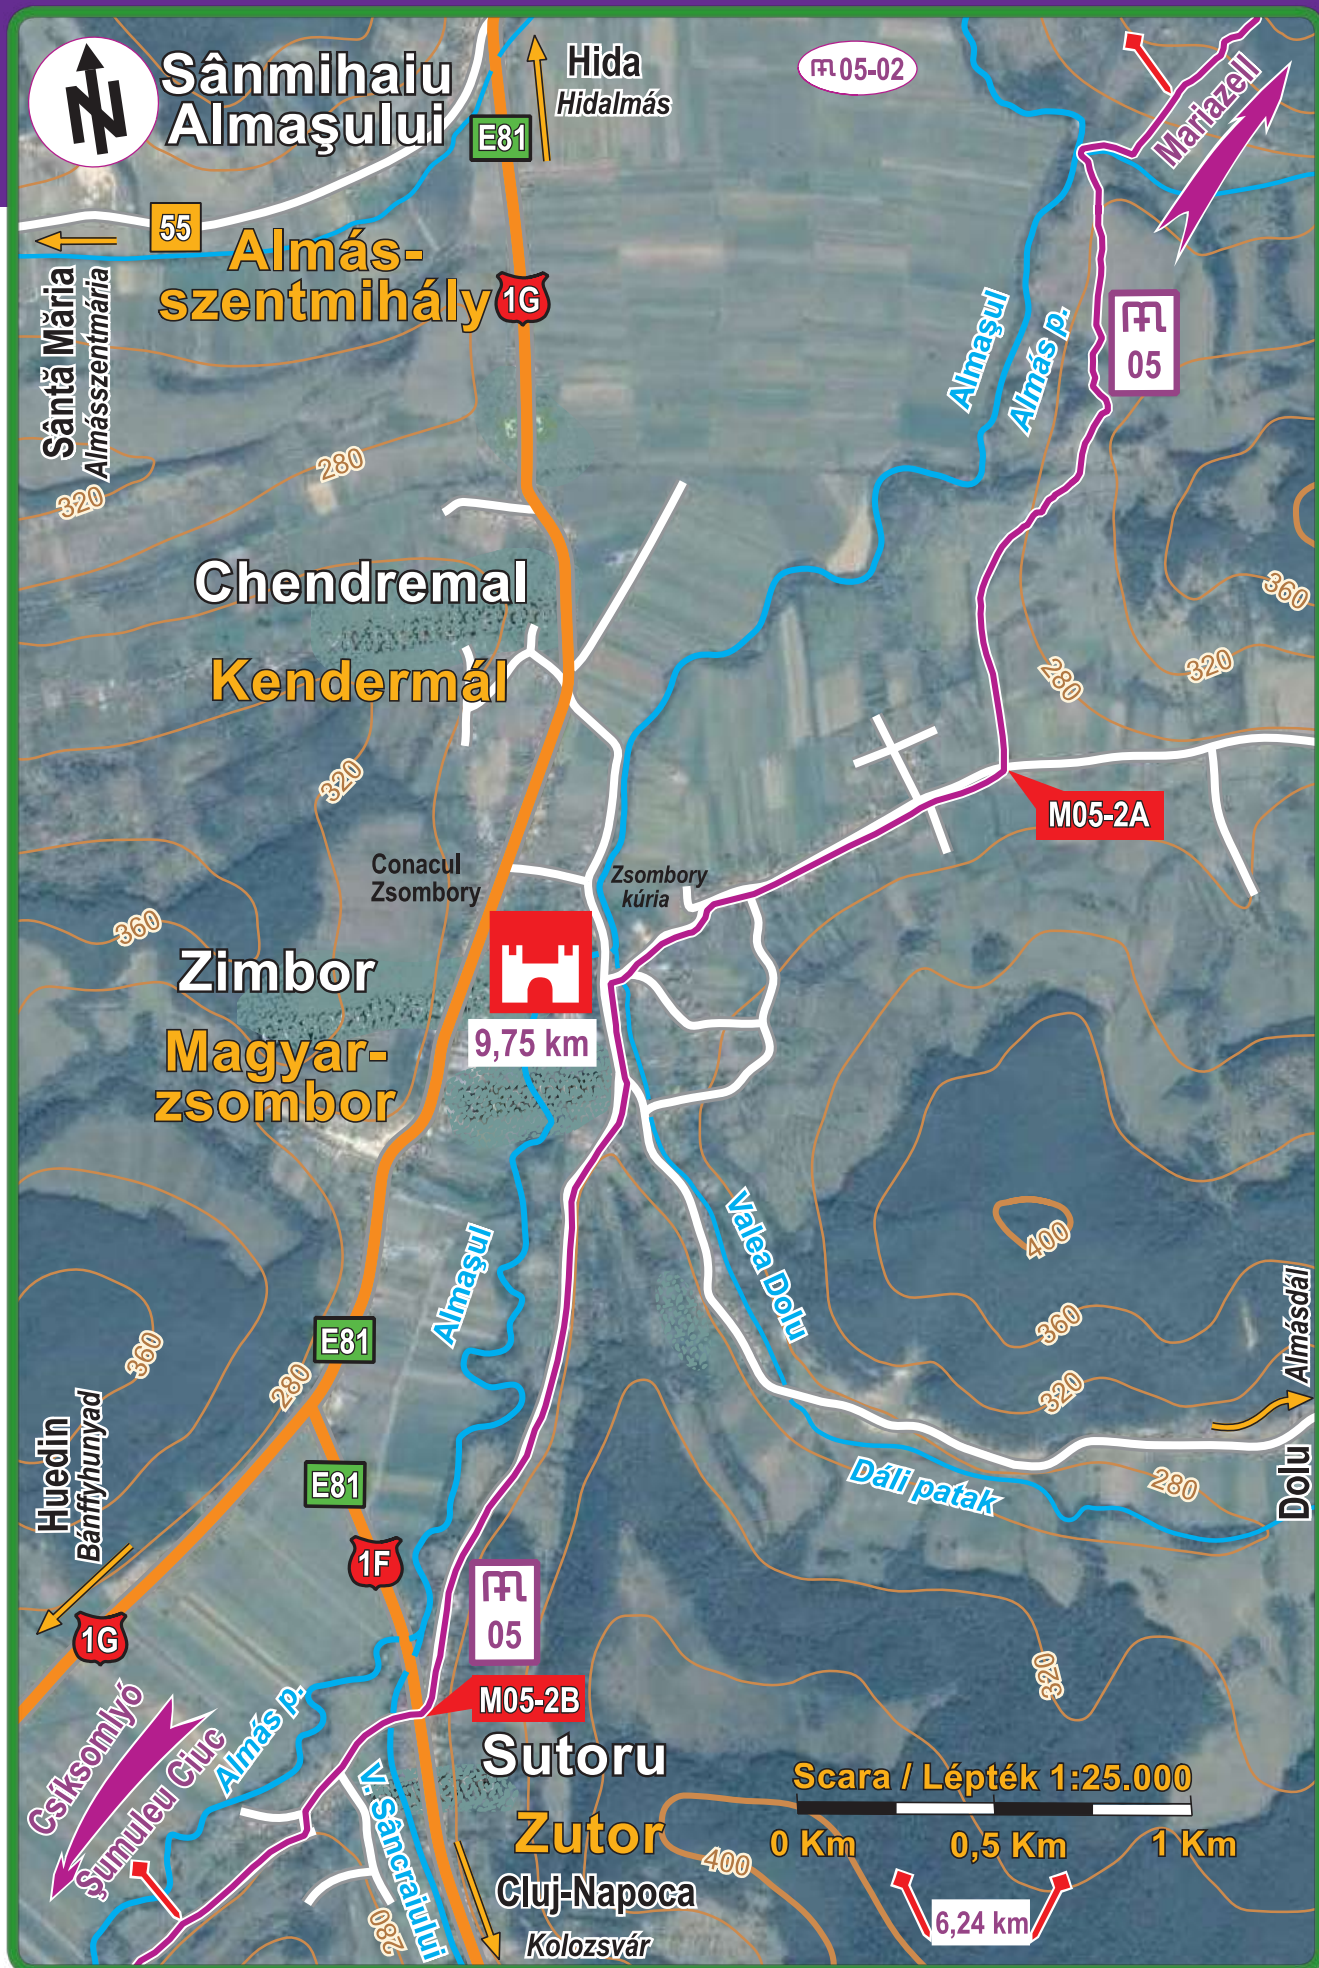 Sânmihaiu
Almaşului
Hida
Hidalmás
05-02
E81
Mariazell
55
Almás-
szentmihály
1G
Sântă Măria
Almásszentmária
Almaşul
Almás p.
05
280
320
Chendremal
Kendermál
360
320
280
320
M05-2A
Conacul
Zsombory
Zsombory
kúria
360
Zimbor
Magyar-
zsombor
9,75 km
Valea Dolu
400
Almaşul
360
320
E81
360
280
Almásdál
Dolu
Huedin
Bánffyhunyad
E81
Dáli patak
280
1F
05
1G
320
M05-2B
Csíksomlyó
Şumuleu Ciuc
Almás p.
V. Sâncraiului
Sutoru
Zutor
Scara / Lépték 1:25.000
0 Km
0,5 Km
1 Km
400
Cluj-Napoca
Kolozsvár
280
6,24 km